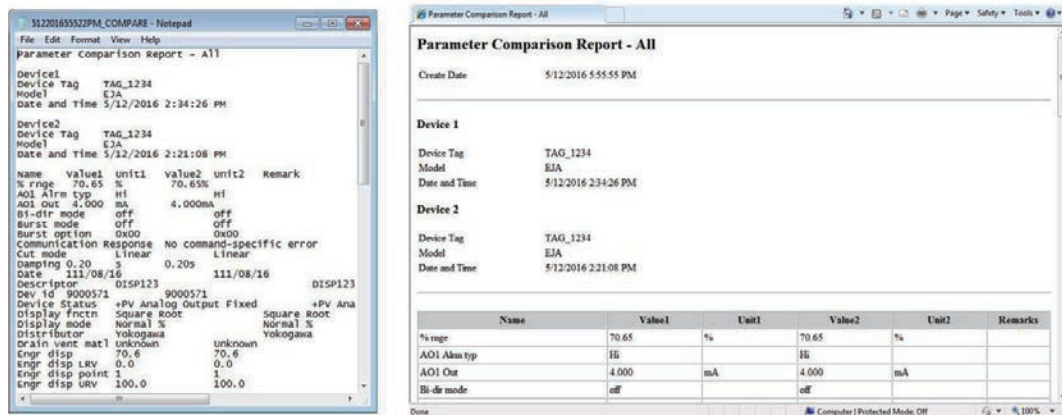 512201655522PM_COMPARE - Notepad
File Edit Format View Help
Parameter Comparison Report - All
Device1
Device Tag TAG_1234
Model EJA
Date and Time 5/12/2016 2:34:26 PM
Device2
Device Tag TAG_1234
Model EJA
Date and Time 5/12/2016 2:21:08 PM
Name Value1 Unit1 Value2 Unit2 Remark
% rnge 70.65 % 70.65%
AO1 Alrm typ Hi Hi
AO1 Out 4.000 mA 4.000mA
Bi-dir mode off off
Burst mode off off
Burst option 0x00 0x00
Communication Response No command-specific error
Cut mode Linear Linear
Damping 0.20 s 0.20s
Date 111/08/16 111/08/16
Descriptor DISP123 DISP123
Dev id 9000571 9000571
Device Status +PV Analog Output Fixed +PV Ana
Display fnctn Square Root Square Root
Display mode Normal % Normal %
Distributor Yokogawa Yokogawa
Drain vent matl Unknown Unknown
Engr disp 70.6 70.6
Engr disp LRV 0.0 0.0
Engr disp point 1 1
Engr disp URV 100.0 100.0
Parameter Comparison Report - All
Page Safety Tools
Parameter Comparison Report - All
Create Date 5/12/2016 5:55:55 PM
Device 1
Device Tag TAG_1234
Model EJA
Date and Time 5/12/2016 2:34:26 PM
Device 2
Device Tag TAG_1234
Model EJA
Date and Time 5/12/2016 2:21:08 PM
Name Value1 Unit1 Value2 Unit2 Remarks
% rnge 70.65 % 70.65 %
AO1 Alrm typ Hi Hi
AO1 Out 4.000 mA 4.000 mA
Bi-dir mode off off
Done Computer | Protected Mode: Off 100%